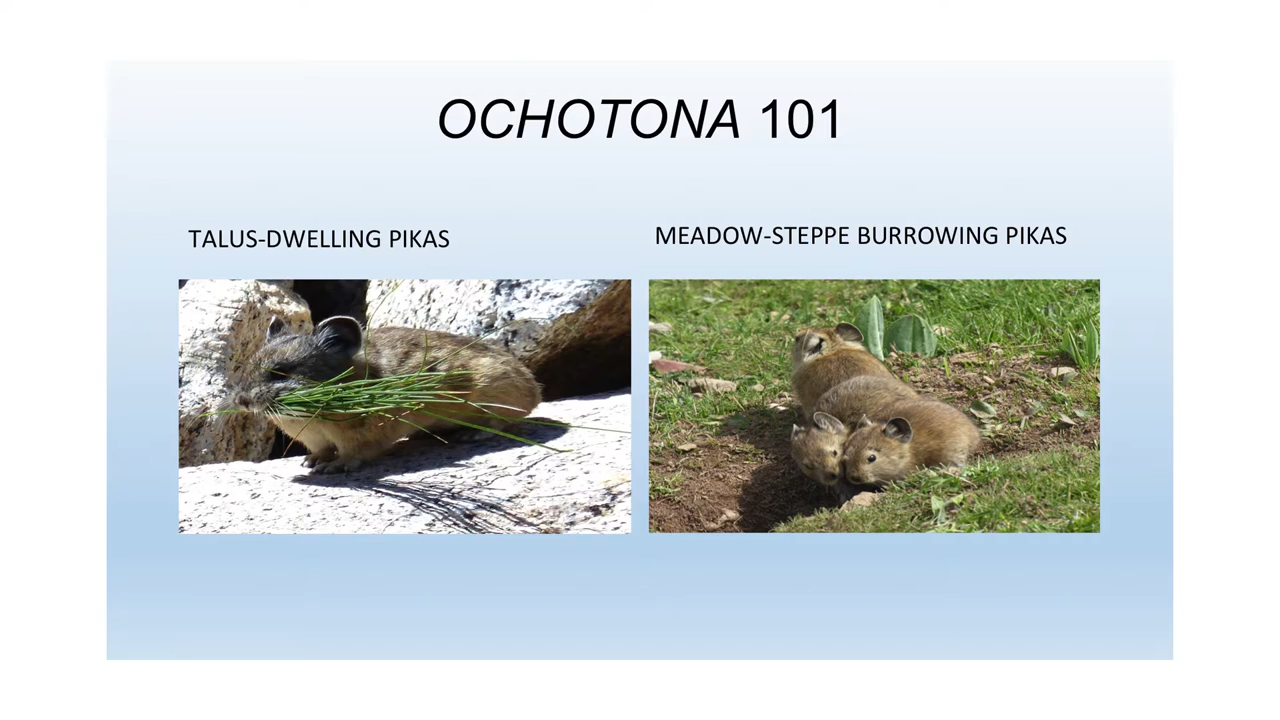 OCHOTONA 101
TALUS-DWELLING PIKAS
MEADOW-STEPPE BURROWING PIKAS